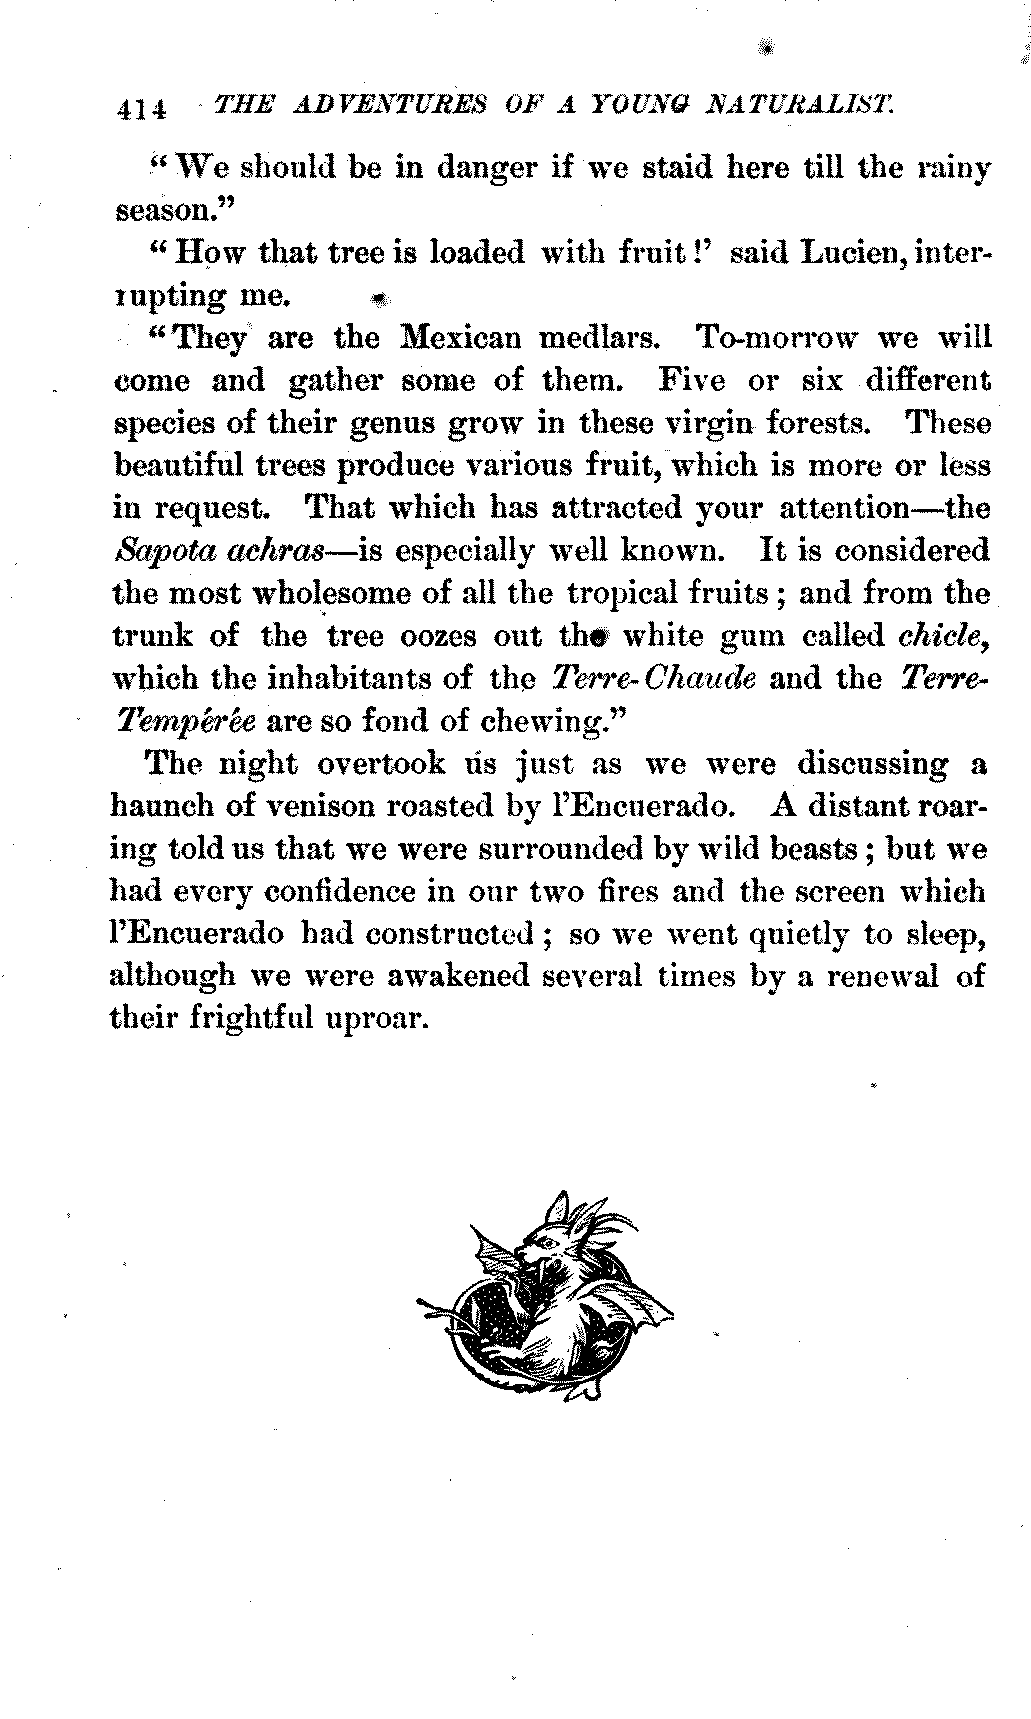 414 THE ADVENTURES OF A YOUNG NATURALIST.
“We should be in danger if we staid here till the rainy
season.”
“How that tree is loaded with fruit!’ said Lucien, inter-
rupting me.
“They are the Mexican medlars. To-morrow we will
come and gather some of them. Five or six different
species of their genus grow in these virgin forests. These
beautiful trees produce various fruit, which is more or less
in request. That which has attracted your attention—the
Sapota achras—is especially well known. It is considered
the most wholesome of all the tropical fruits; and from the
trunk of the tree oozes out the white gum called chicle,
which the inhabitants of the Terre-Chaude and the Terre-
Tempérée are so fond of chewing.”
The night overtook us just as we were discussing a
haunch of venison roasted by l’Encuerado. A distant roar-
ing told us that we were surrounded by wild beasts; but we
had every confidence in our two fires and the screen which
l’Encuerado had constructed; so we went quietly to sleep,
although we were awakened several times by a renewal of
their frightful uproar.